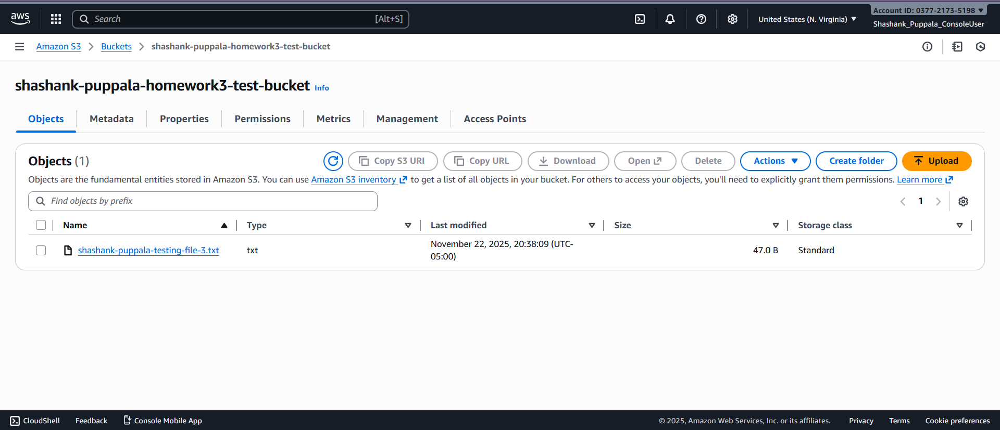 aws
Search [Alt+S]
United States (N. Virginia)
Account ID: 0377-2173-5198
Shashank_Puppala_ConsoleUser
Amazon S3 > Buckets > shashank-puppala-homework3-test-bucket
shashank-puppala-homework3-test-bucket Info
Objects Metadata Properties Permissions Metrics Management Access Points
Objects (1) Copy S3 URI Copy URL Download Open Delete Actions Create folder Upload
Objects are the fundamental entities stored in Amazon S3. You can use Amazon S3 inventory to get a list of all objects in your bucket. For others to access your objects, you'll need to explicitly grant them permissions. Learn more
Find objects by prefix 1
Name Type Last modified Size Storage class
shashank-puppala-testing-file-3.txt txt November 22, 2025, 20:38:09 (UTC-
05:00) 47.0 B Standard
CloudShell Feedback Console Mobile App © 2025, Amazon Web Services, Inc. or its affiliates. Privacy Terms Cookie preferences